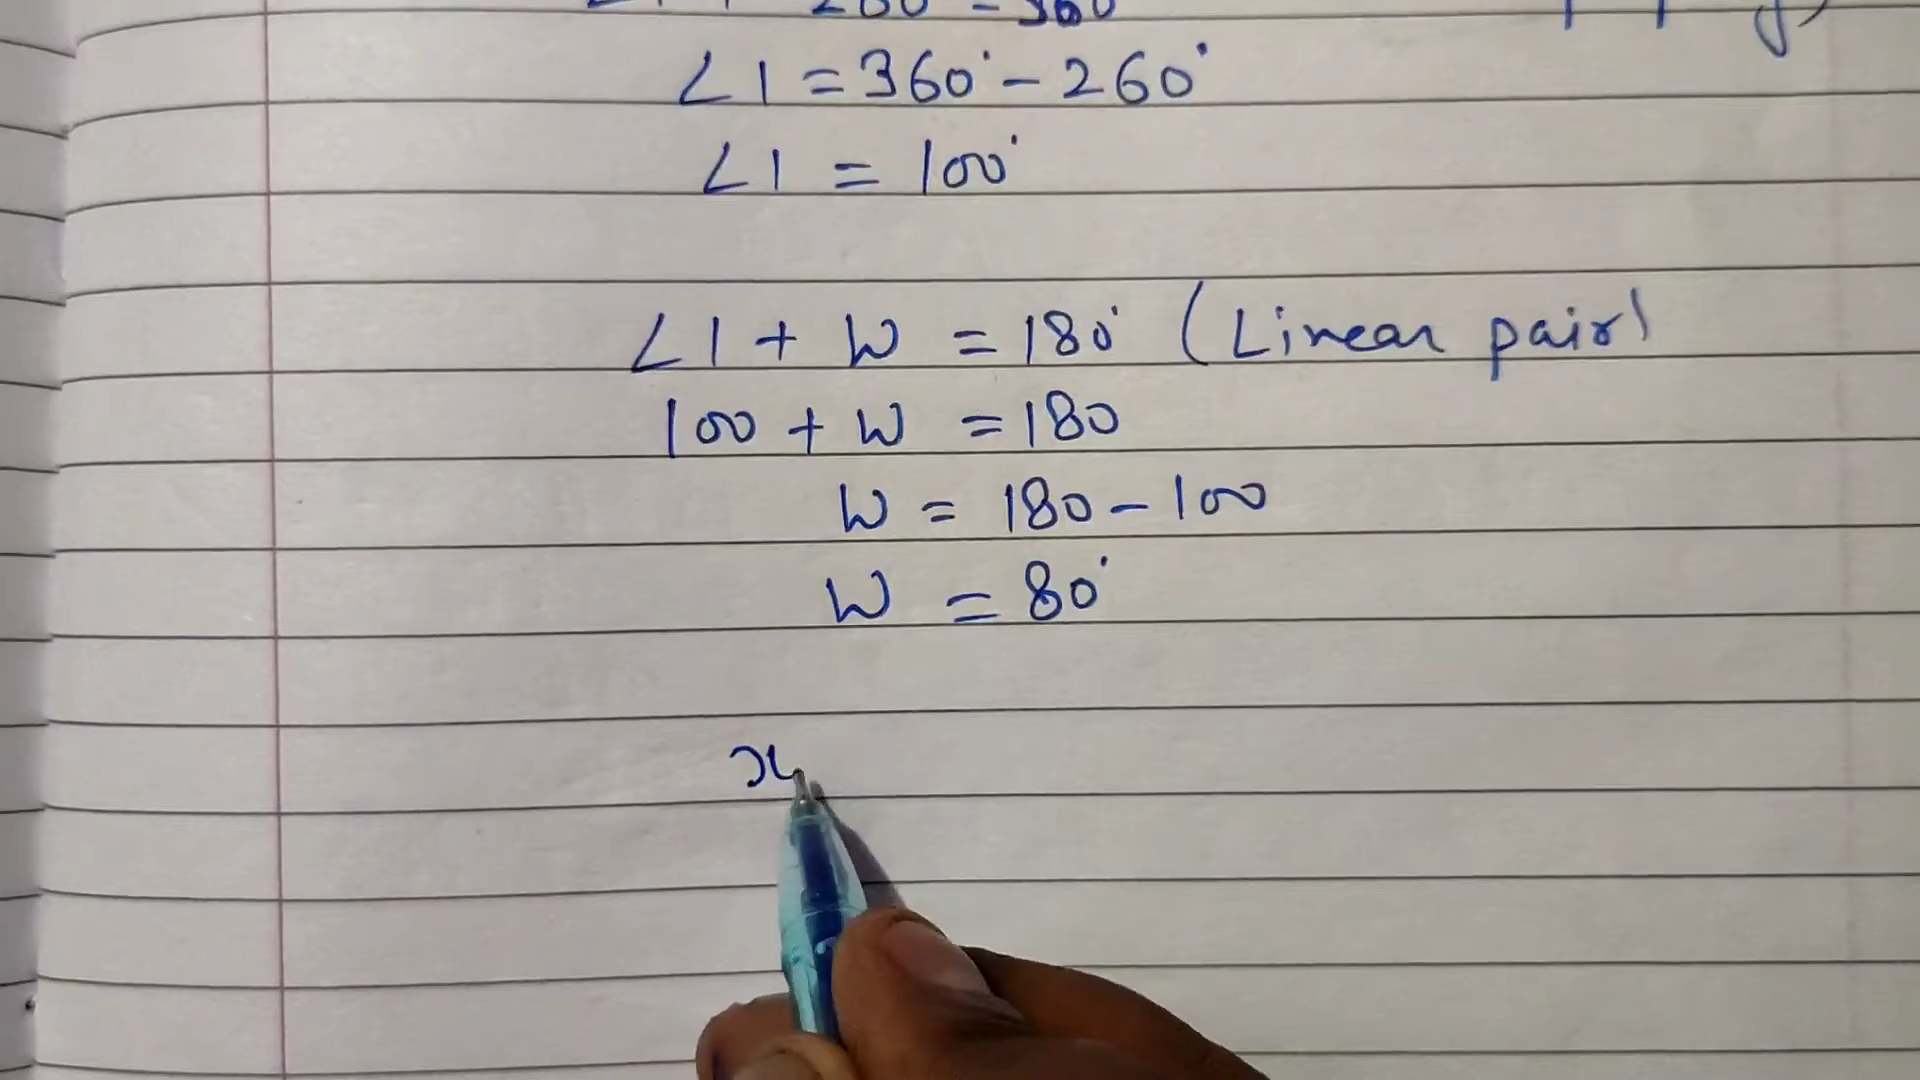 ∠1 = 360° - 260°
∠1 = 100°
∠1 + W = 180° (Linear pair)
100 + W = 180
W = 180 - 100
W = 80°
x